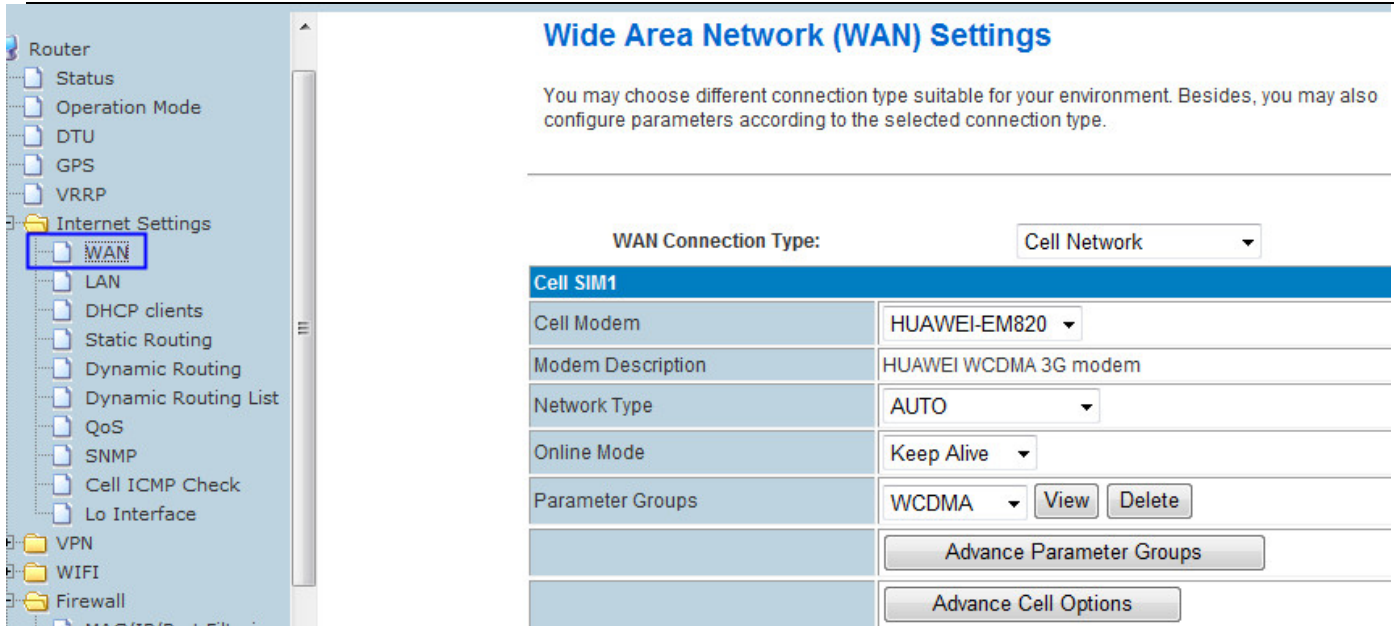 Router
Status
Operation Mode
DTU
GPS
VRRP
Internet Settings
WAN
LAN
DHCP clients
Static Routing
Dynamic Routing
Dynamic Routing List
QoS
SNMP
Cell ICMP Check
Lo Interface
VPN
WIFI
Firewall
Wide Area Network (WAN) Settings
You may choose different connection type suitable for your environment. Besides, you may also
configure parameters according to the selected connection type.
WAN Connection Type: Cell Network
Cell SIM1
Cell Modem HUAWEI-EM820
Modem Description HUAWEI WCDMA 3G modem
Network Type AUTO
Online Mode Keep Alive
Parameter Groups WCDMA View Delete
Advance Parameter Groups
Advance Cell Options